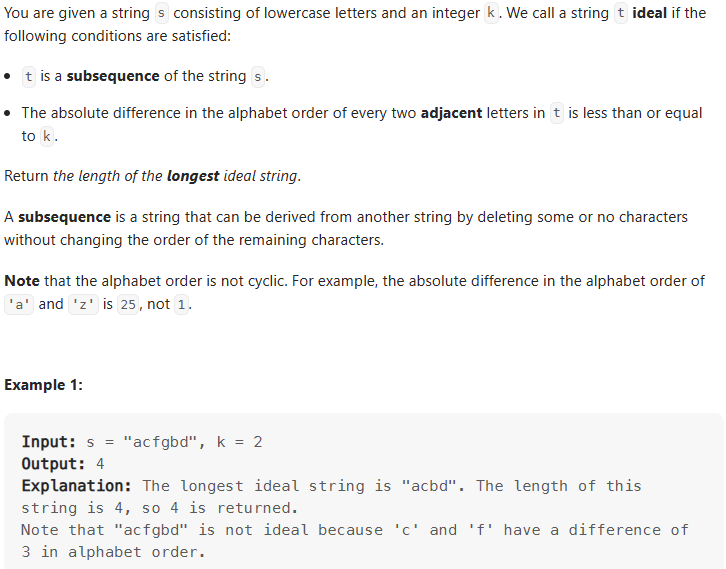 You are given a string s consisting of lowercase letters and an integer k. We call a string t ideal if the
following conditions are satisfied:
• t is a subsequence of the string s.
• The absolute difference in the alphabet order of every two adjacent letters in t is less than or equal
to k.
Return the length of the longest ideal string.
A subsequence is a string that can be derived from another string by deleting some or no characters
without changing the order of the remaining characters.
Note that the alphabet order is not cyclic. For example, the absolute difference in the alphabet order of
'a' and 'z' is 25, not 1.
Example 1:
Input: s = "acfgbd", k = 2
Output: 4
Explanation: The longest ideal string is "acbd". The length of this
string is 4, so 4 is returned.
Note that "acfgbd" is not ideal because 'c' and 'f' have a difference of
3 in alphabet order.